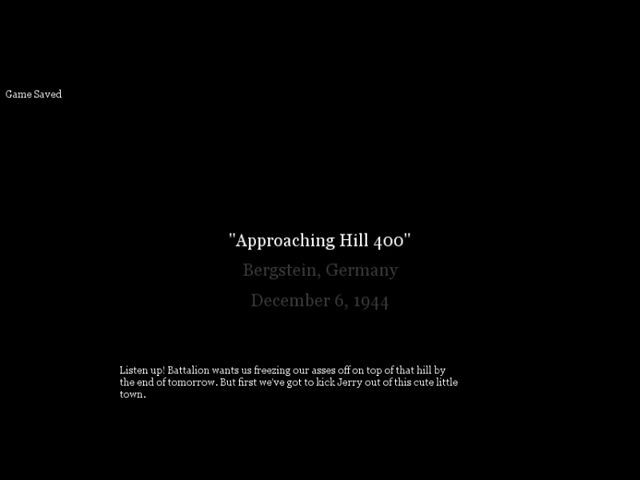 Game Saved
"Approaching Hill 400"
Bergstein, Germany
December 6, 1944
Listen up! Battalion wants us freezing our asses off on top of that hill by
the end of tomorrow. But first we've got to kick Jerry out of this cute little
town.